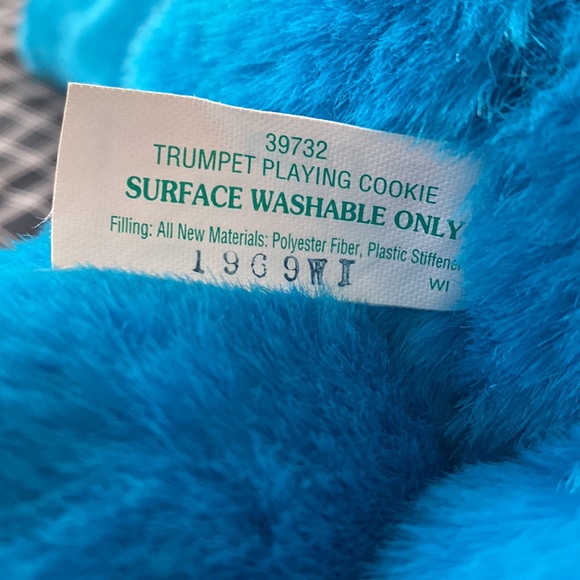 39732
TRUMPET PLAYING COOKIE
SURFACE WASHABLE ONLY
Filling: All New Materials: Polyester Fiber, Plastic Stiffener
1969WI
WI